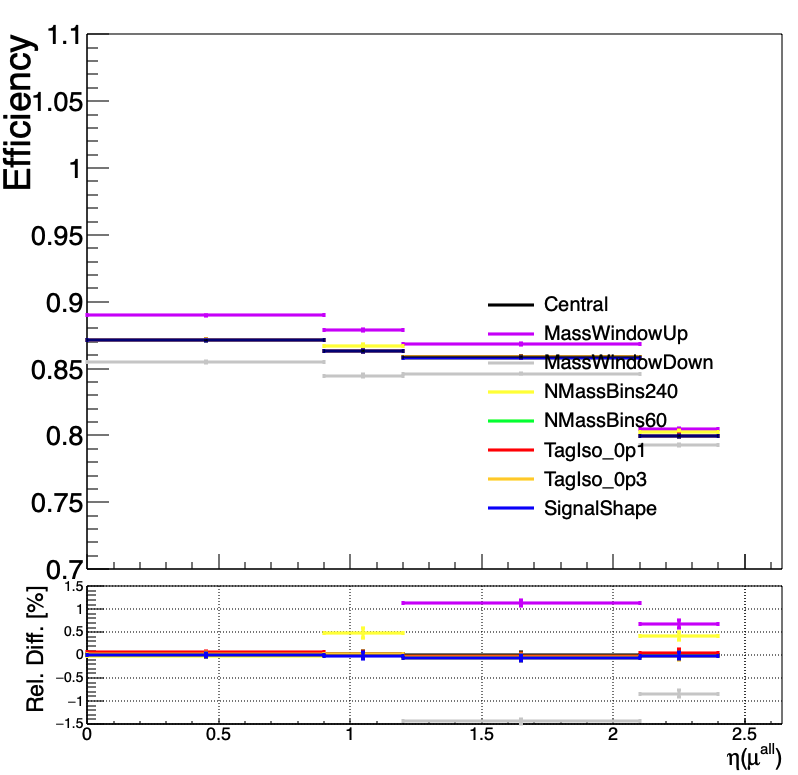 Efficiency
1.1
1.05
1
0.95
0.9
0.85
0.8
0.75
0.7
Central
MassWindowUp
MassWindowDown
NMassBins240
NMassBins60
TagIso_0p1
TagIso_0p3
SignalShape
Rel. Diff. [%]
1.5
1
0.5
0
−0.5
−1
−1.5
0 0.5 1 1.5 2 2.5
η(μall)